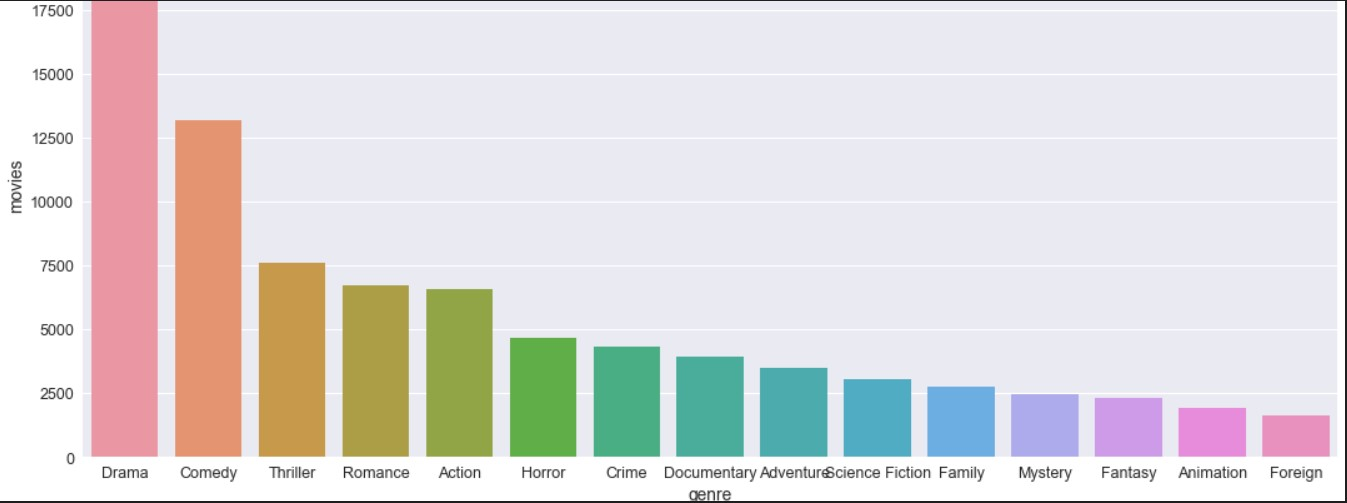 17500
15000
12500
10000
7500
5000
2500
0
movies
Drama Comedy Thriller Romance Action Horror Crime Documentary Adventure Science Fiction Family Mystery Fantasy Animation Foreign
genre